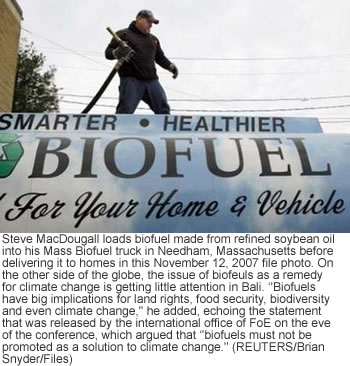 SMARTER • HEALTHIER
BIOFUEL
For Your Home & Vehicle
Steve MacDougall loads biofuel made from refined soybean oil
into his Mass Biofuel truck in Needham, Massachusetts before
delivering it to homes in this November 12, 2007 file photo. On
the other side of the globe, the issue of biofeuls as a remedy
for climate change is getting little attention in Bali. "Biofuels
have big implications for land rights, food security, biodiversity
and even climate change," he added, echoing the statement
that was released by the international office of FoE on the eve
of the conference, which argued that "biofuels must not be
promoted as a solution to climate change." (REUTERS/Brian
Snyder/Files)